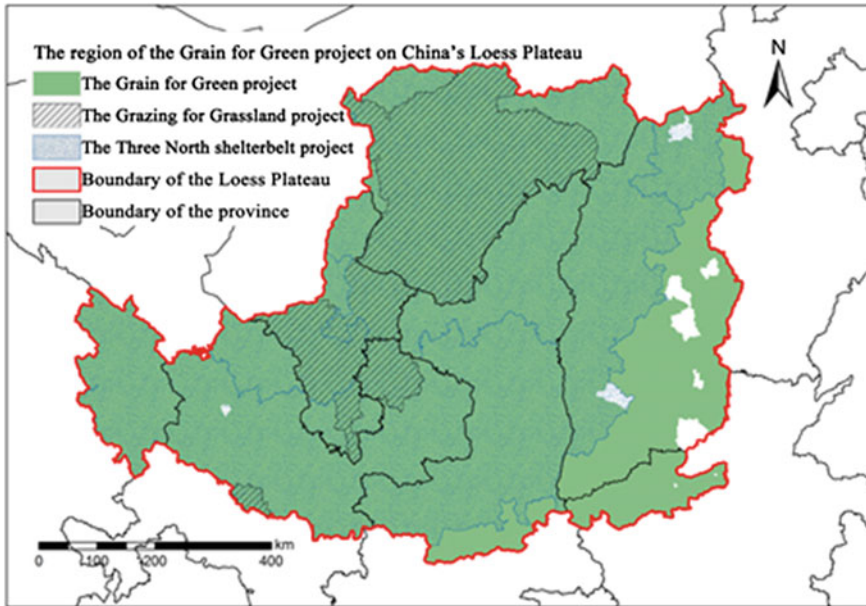 The region of the Grain for Green project on China's Loess Plateau
The Grain for Green project
The Grazing for Grassland project
The Three North shelterbelt project
Boundary of the Loess Plateau
Boundary of the province
N
km
0 100 200 400